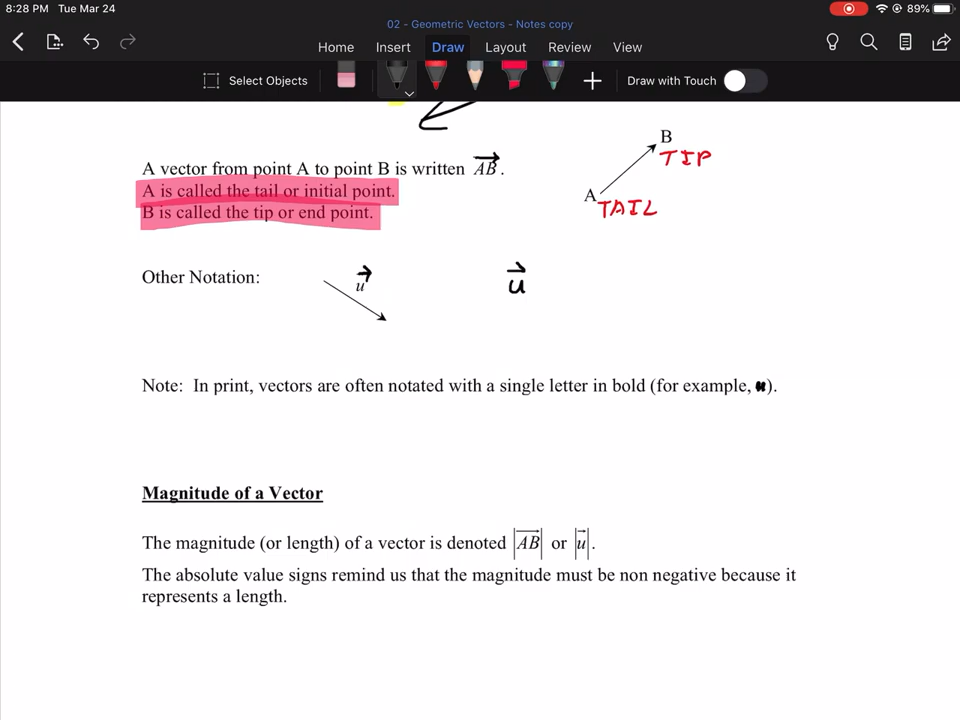 8:28 PM Tue Mar 24
89%
02 - Geometric Vectors - Notes copy
Home Insert Draw Layout Review View
Select Objects
Draw with Touch
A vector from point A to point B is written AB⃗.
A is called the tail or initial point.
B is called the tip or end point.
B
TIP
A
TAIL
Other Notation:
u⃗
u⃗
Note: In print, vectors are often notated with a single letter in bold (for example, u).
Magnitude of a Vector
The magnitude (or length) of a vector is denoted |AB⃗| or |u⃗|.
The absolute value signs remind us that the magnitude must be non negative because it
represents a length.